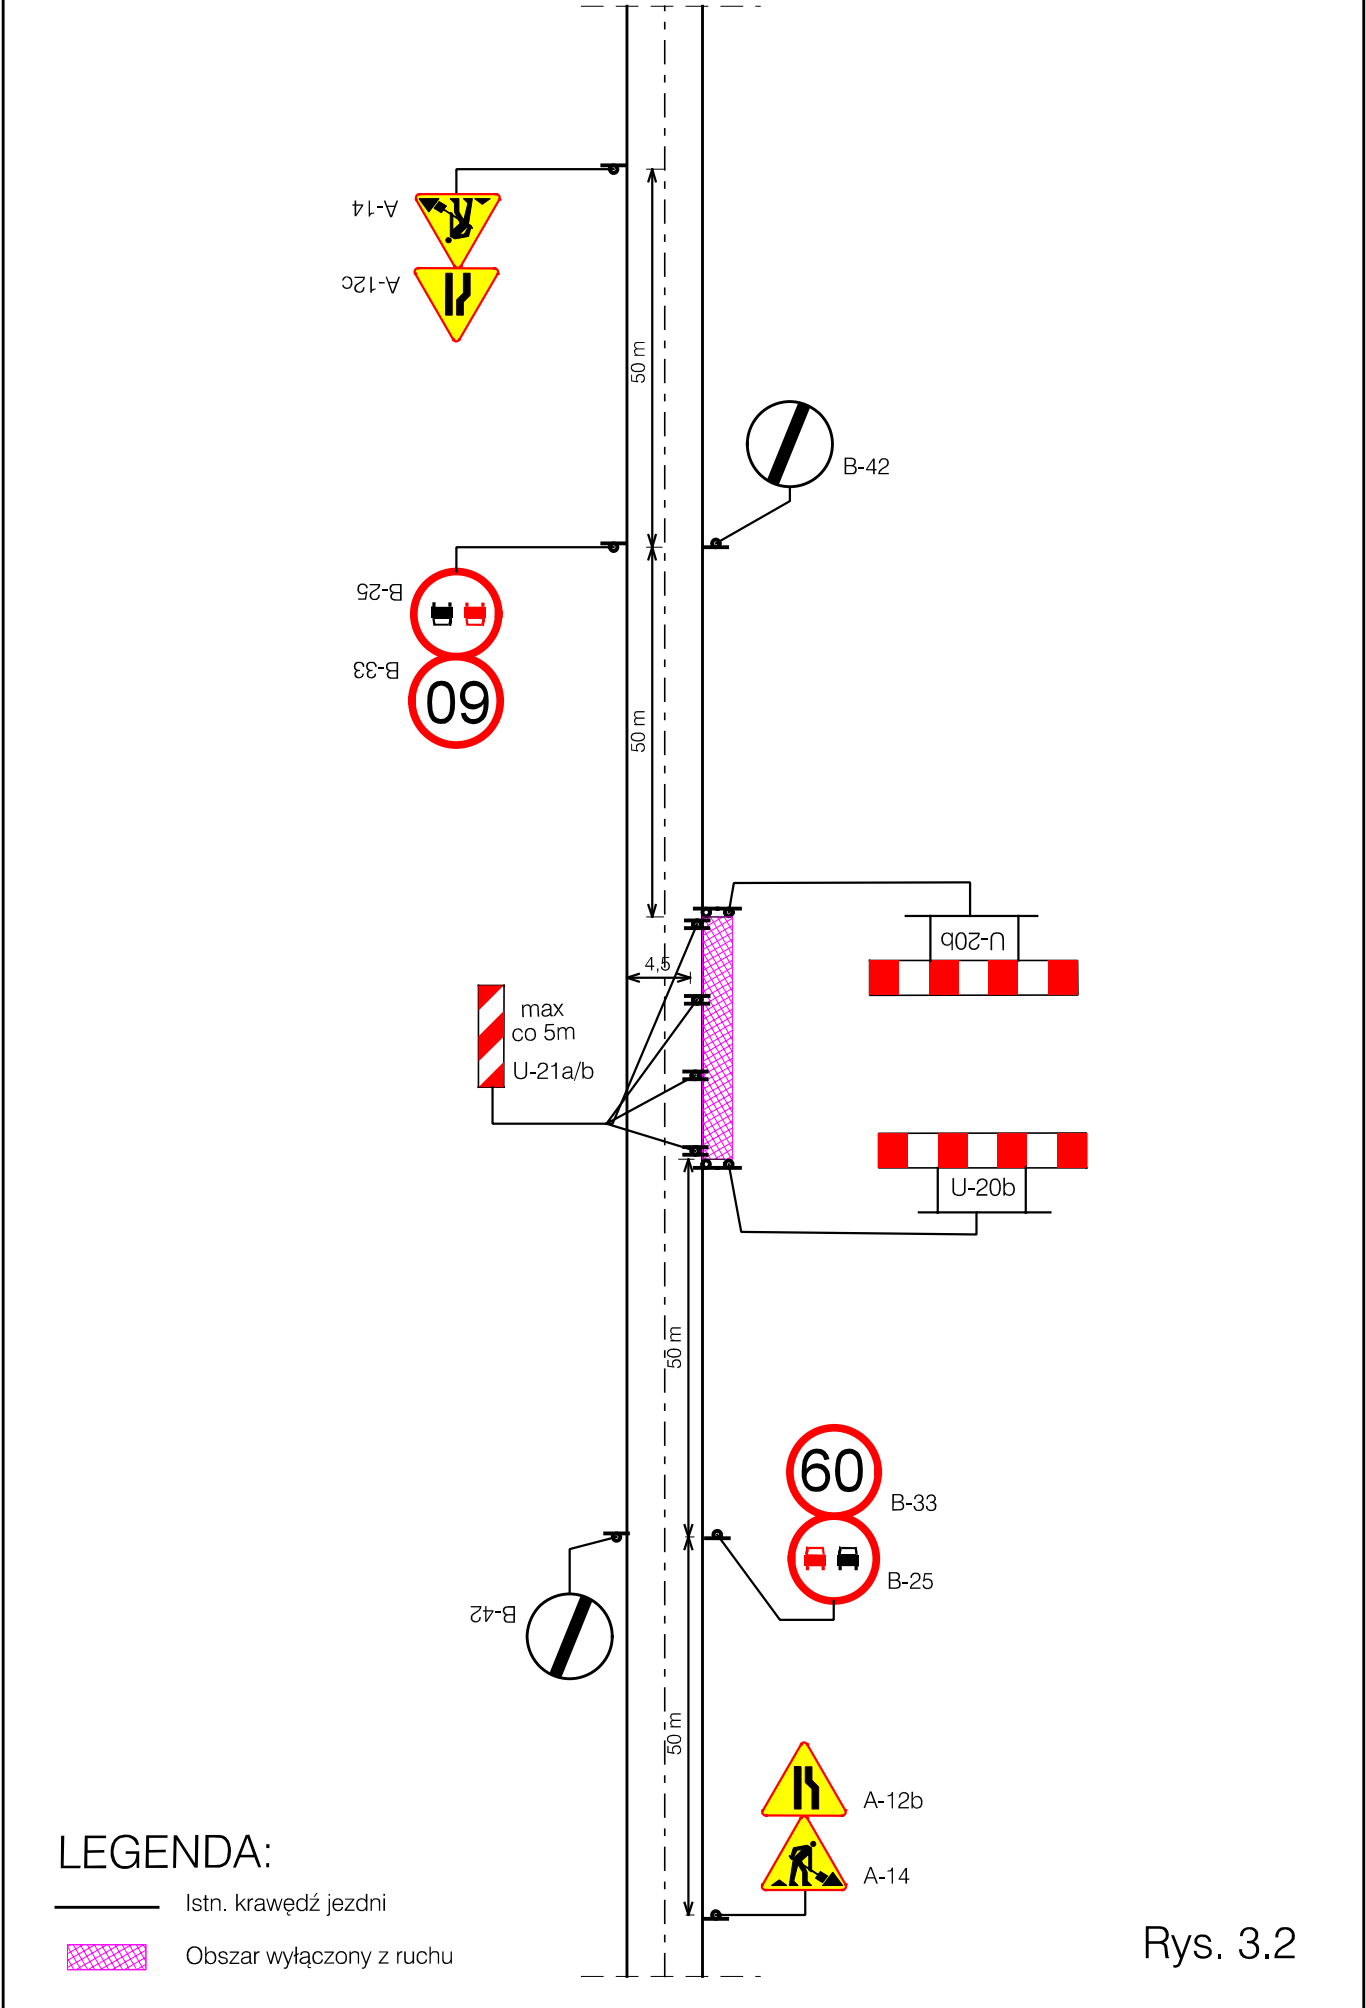 A-14
A-12c
50 m
B-42
B-25
B-33
60
50 m
U-20b
4,5
max
co 5m
U-21a/b
U-20b
50 m
60
B-33
B-25
B-42
50 m
A-12b
A-14
LEGENDA:
Istn. krawędź jezdni
Obszar wyłączony z ruchu
Rys. 3.2